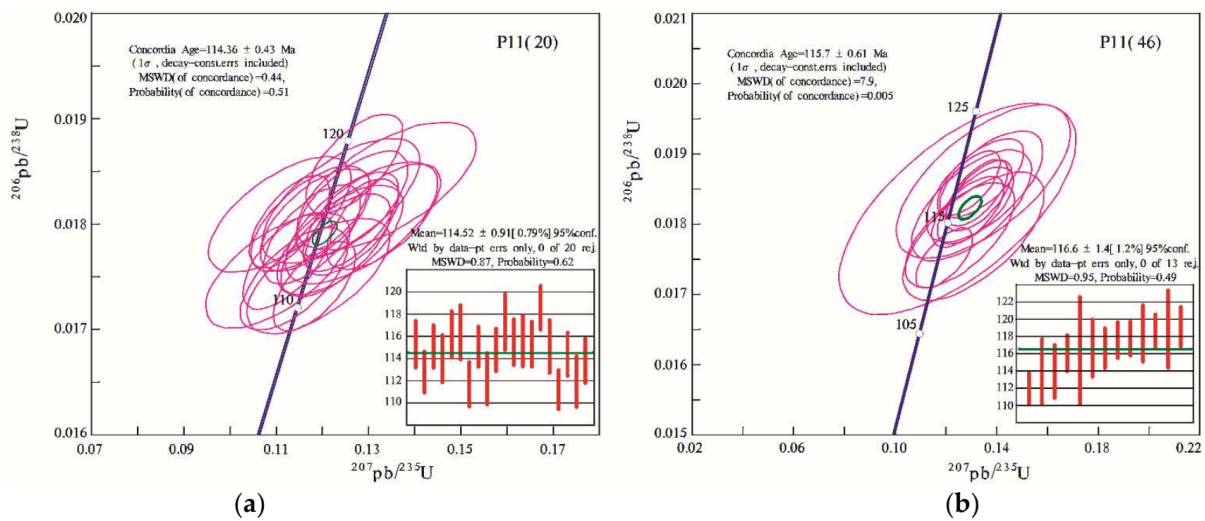 0.020
0.019
0.018
0.017
0.016
0.07
0.09
0.11
0.13
0.15
0.17
²⁰⁶pb/²³⁸U
²⁰⁷pb/²³⁵U
P11(20)
Concordia Age=114.36 ± 0.43 Ma
(1σ, decay-const.errs included)
MSWD(of concordance)=0.44,
Probability(of concordance)=0.51
120
110
Mean=114.52 ± 0.91[0.79%]95%conf.
Wtd by data-pt errs only, 0 of 20 rej.
MSWD=0.87, Probability=0.62
120
118
116
114
112
110
(a)
0.021
0.020
0.019
0.018
0.017
0.016
0.015
0.02
0.06
0.10
0.14
0.18
0.22
²⁰⁶pb/²³⁸U
²⁰⁷pb/²³⁵U
P11(46)
Concordia Age=115.7 ± 0.61 Ma
(1σ, decay-const.errs included)
MSWD(of concordance)=7.9,
Probability(of concordance)=0.005
125
115
105
Mean=116.6 ± 1.4[1.2%]95%conf.
Wtd by data-pt errs only, 0 of 13 rej.
MSWD=0.95, Probability=0.49
122
120
118
116
114
112
110
(b)